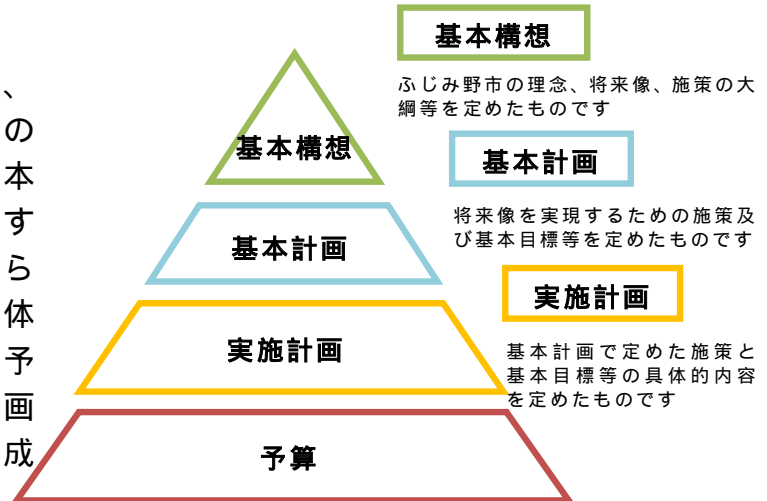 、
の
本
す
ら
体
予
画
成
基本構想
基本計画
実施計画
予算
基本構想
ふじみ野市の理念、将来像、施策の大
綱等を定めたものです
基本計画
将来像を実現するための施策及
び基本目標等を定めたものです
実施計画
基本計画で定めた施策と
基本目標等の具体的内容
を定めたものです